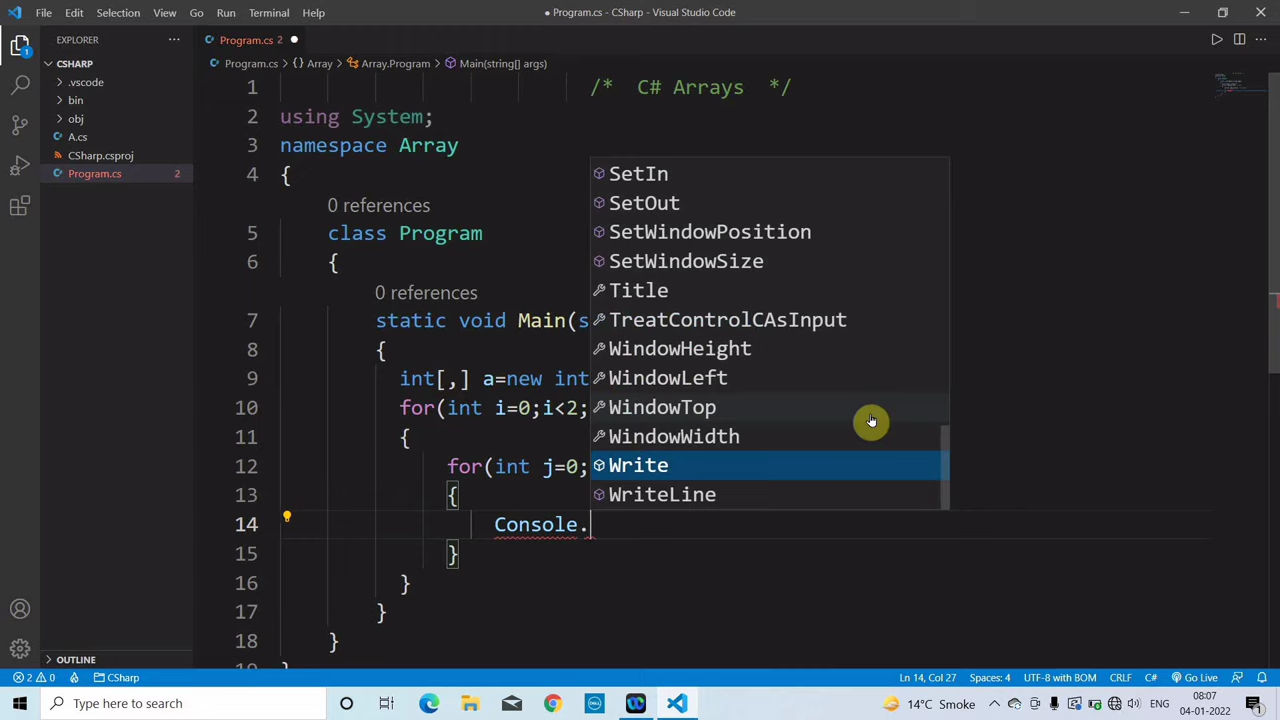 File Edit Selection View Go Run Terminal Help
● Program.cs - CSharp - Visual Studio Code
EXPLORER
Program.cs 2
CSHARP
Program.cs > {} Array > Array.Program > Main(string[] args)
.vscode
bin
obj
A.cs
CSharp.csproj
Program.cs 2
1 /* C# Arrays */
2 using System;
3 namespace Array
4 {
0 references
5 class Program
6 {
0 references
7 static void Main(s
8 {
9 int[,] a=new int
10 for(int i=0;i<2;
11 {
12 for(int j=0;
13 {
14 Console.
15 }
16 }
17 }
18 }
19 }
SetIn
SetOut
SetWindowPosition
SetWindowSize
Title
TreatControlCAsInput
WindowHeight
WindowLeft
WindowTop
WindowWidth
Write
WriteLine
OUTLINE
1
2 0 CSharp
Ln 14, Col 27 Spaces: 4 UTF-8 with BOM CRLF C# Go Live
Type here to search
DELL
14°C Smoke
ENG
08:07
04-01-2022
1